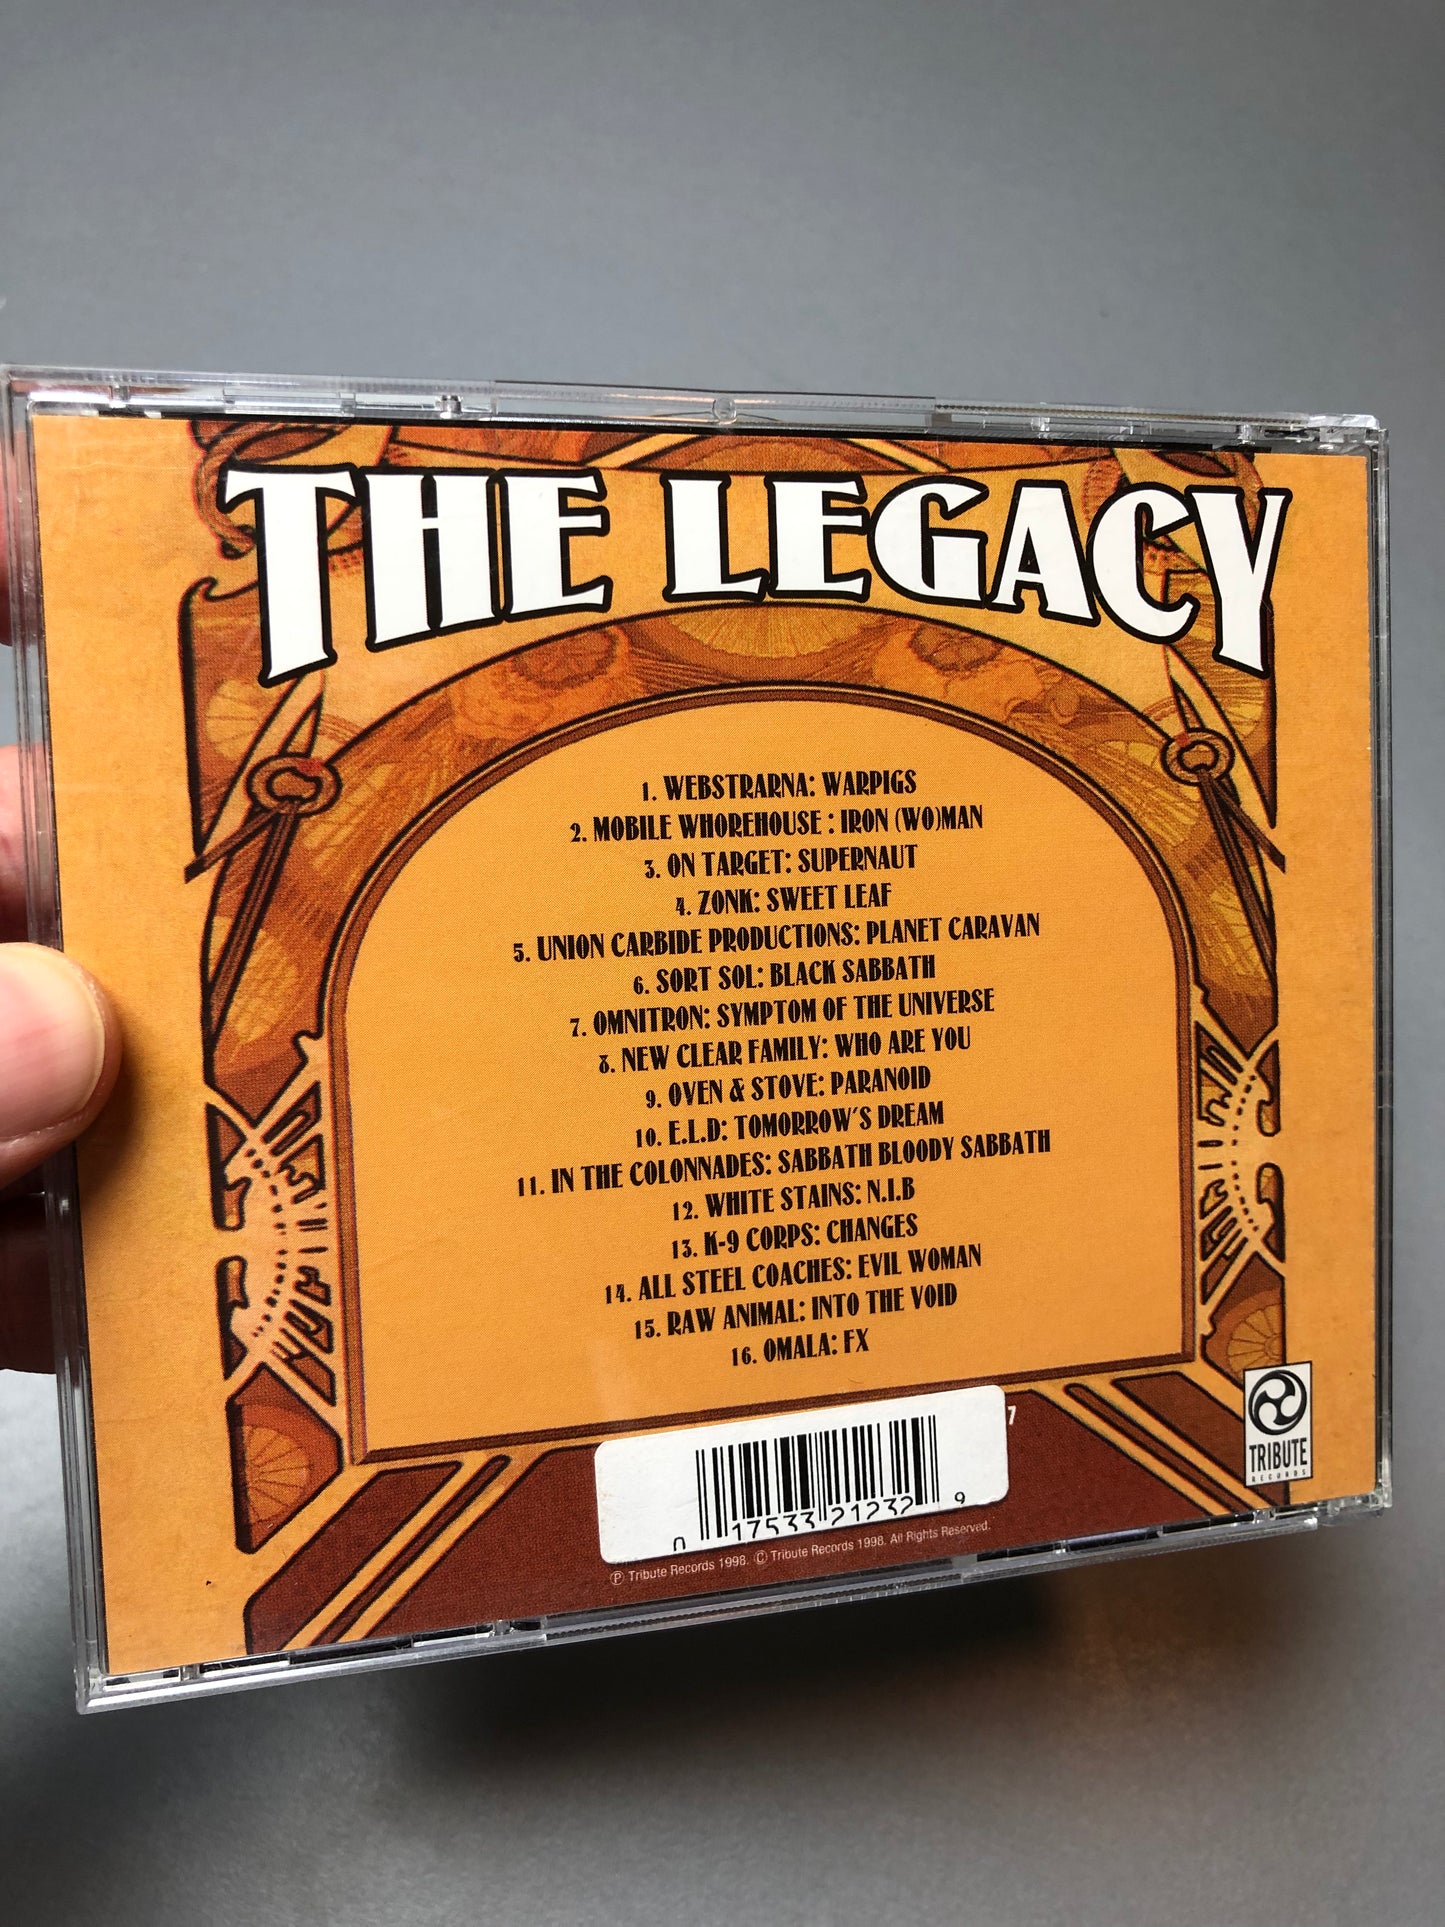 THE LEGACY
1. WEBSTRARNA: WARPIGS
2. MOBILE WHOREHOUSE : IRON (WO)MAN
3. ON TARGET: SUPERNAUT
4. ZONK: SWEET LEAF
5. UNION CARBIDE PRODUCTIONS: PLANET CARAVAN
6. SORT SOL: BLACK SABBATH
7. OMNITRON: SYMPTOM OF THE UNIVERSE
8. NEW CLEAR FAMILY: WHO ARE YOU
9. OVEN & STOVE: PARANOID
10. E.L.D: TOMORROW'S DREAM
11. IN THE COLONNADES: SABBATH BLOODY SABBATH
12. WHITE STAINS: N.I.B
13. K-9 CORPS: CHANGES
14. ALL STEEL COACHES: EVIL WOMAN
15. RAW ANIMAL: INTO THE VOID
16. OMALA: FX
7
0 17533 21232 9
℗ Tribute Records 1998. © Tribute Records 1998. All Rights Reserved.
TRIBUTE
RECORDS